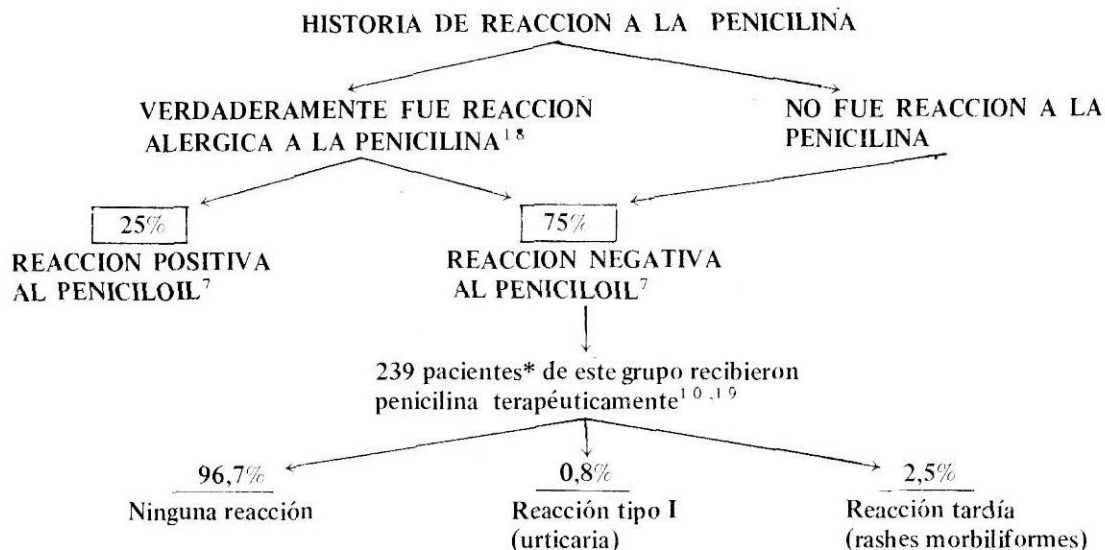 HISTORIA DE REACCION A LA PENICILINA
VERDADERAMENTE FUE REACCION
ALERGICA A LA PENICILINA¹⁸
NO FUE REACCION A LA
PENICILINA
25%
REACCION POSITIVA
AL PENICILOIL⁷
75%
REACCION NEGATIVA
AL PENICILOIL⁷
239 pacientes* de este grupo recibieron
penicilina terapéuticamente¹⁰,¹⁹
96,7%
Ninguna reacción
0,8%
Reacción tipo I
(urticaria)
2,5%
Reacción tardía
(rashes morbiliformes)